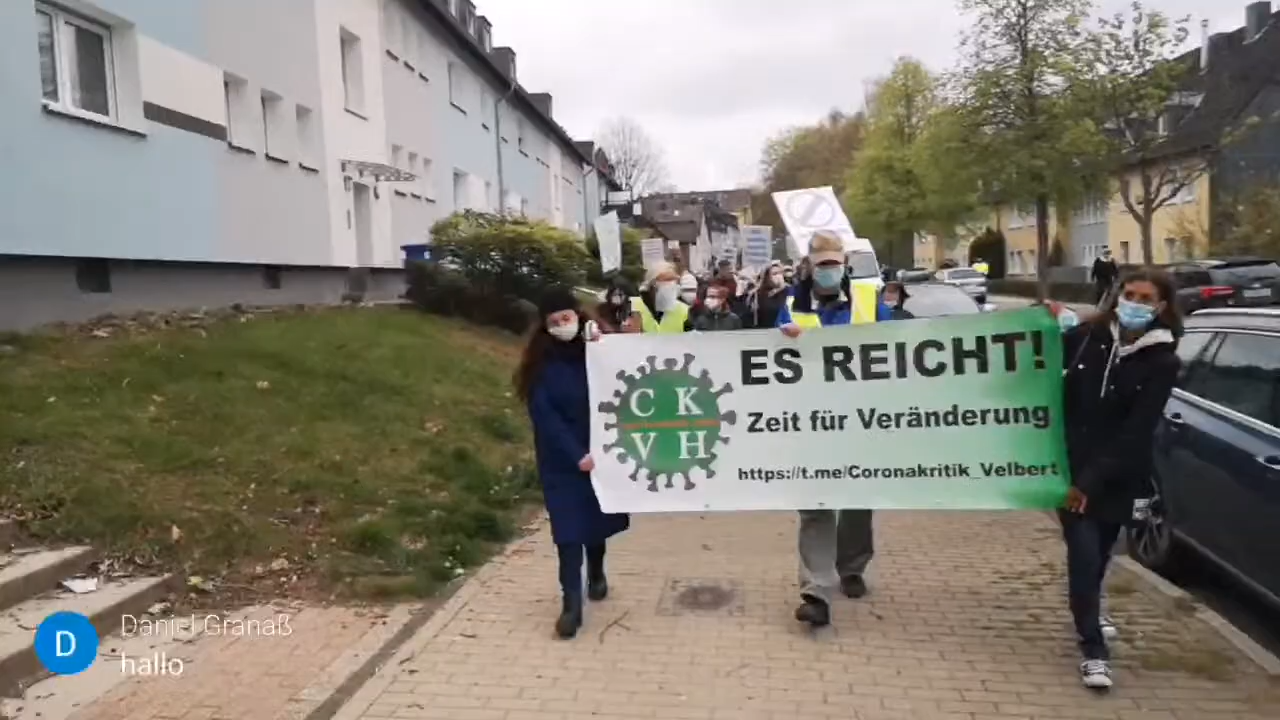 ES REICHT!
C K
V H
Zeit für Veränderung
https://t.me/Coronakritik_Velbert
Daniel Granaß
D
hallo